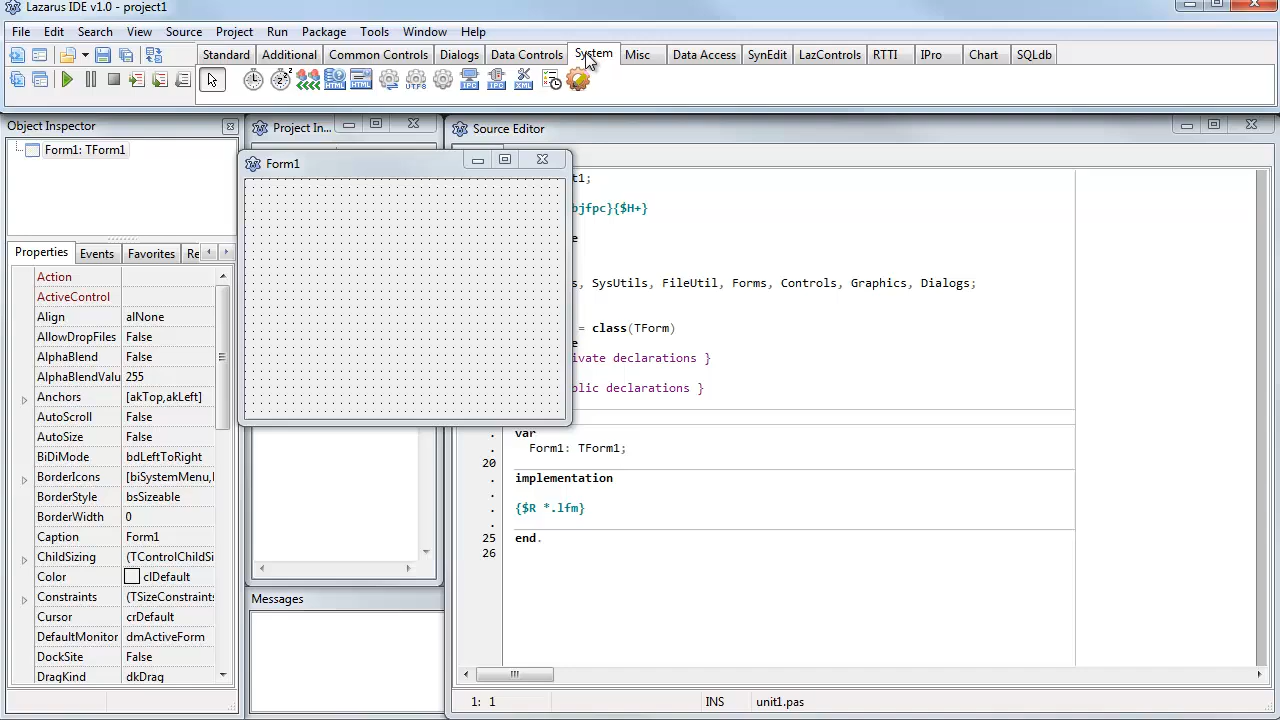 Lazarus IDE v1.0 - project1
File Edit Search View Source Project Run Package Tools Window Help
Standard Additional Common Controls Dialogs Data Controls System Misc Data Access SynEdit LazControls RTTI IPro Chart SQLdb
Object Inspector
Form1: TForm1
Properties Events Favorites Re
Action
ActiveControl
Align alNone
AllowDropFiles False
AlphaBlend False
AlphaBlendValu 255
Anchors [akTop,akLeft]
AutoScroll False
AutoSize False
BiDiMode bdLeftToRight
BorderIcons [biSystemMenu,
BorderStyle bsSizeable
BorderWidth 0
Caption Form1
ChildSizing (TControlChildSi
Color clDefault
Constraints (TSizeConstraints
Cursor crDefault
DefaultMonitor dmActiveForm
DockSite False
DragKind dkDrag
Project In...
Form1
Messages
Source Editor
t1;
bjfpc}{$H+}
e
s, SysUtils, FileUtil, Forms, Controls, Graphics, Dialogs;
= class(TForm)
e
ivate declarations }
blic declarations }
var
Form1: TForm1;
20
implementation
{$R *.lfm}
25 end.
26
1: 1 INS unit1.pas